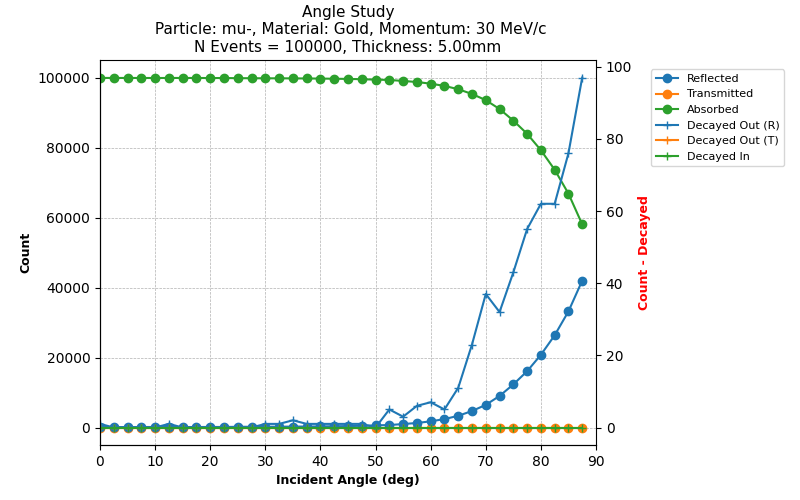 Angle Study
Particle: mu-, Material: Gold, Momentum: 30 MeV/c
N Events = 100000, Thickness: 5.00mm
100000
80000
60000
40000
20000
0
Count
0 10 20 30 40 50 60 70 80 90
Incident Angle (deg)
100
80
60
40
20
0
Count - Decayed
Reflected
Transmitted
Absorbed
Decayed Out (R)
Decayed Out (T)
Decayed In